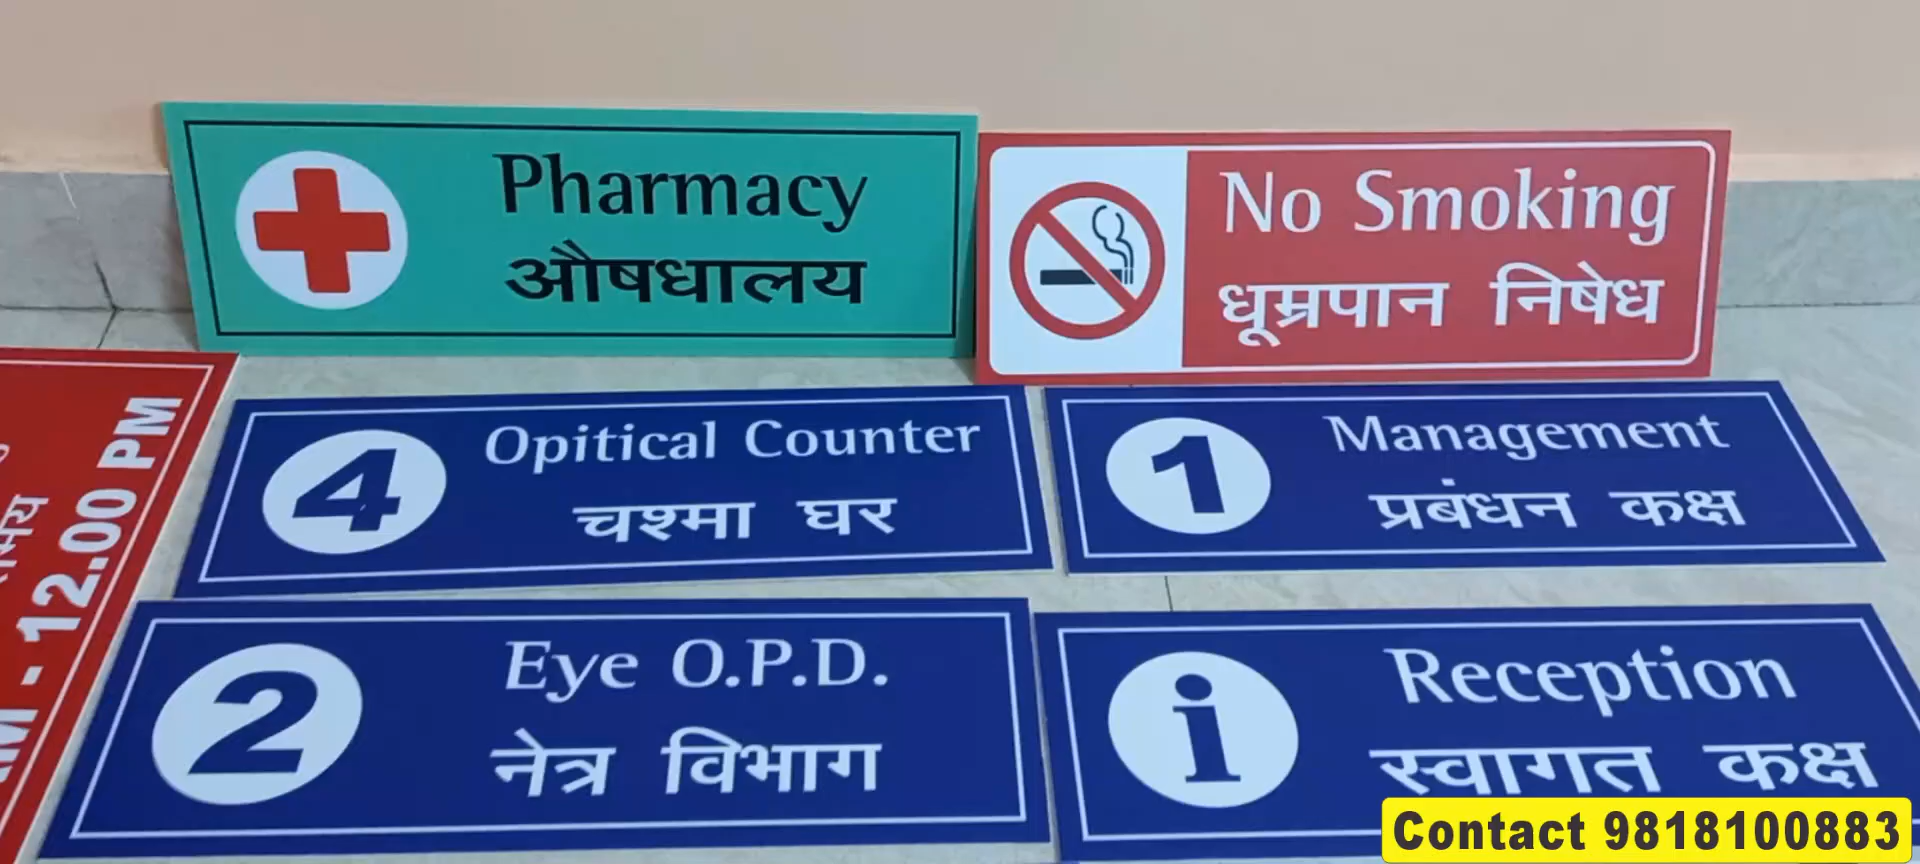 Pharmacy
औषधालय
No Smoking
धूम्रपान निषेध
4
Opitical Counter
चश्मा घर
1
Management
प्रबंधन कक्ष
12.00 PM
2
Eye O.P.D.
नेत्र विभाग
i
Reception
स्वागत कक्ष
Contact 9818100883